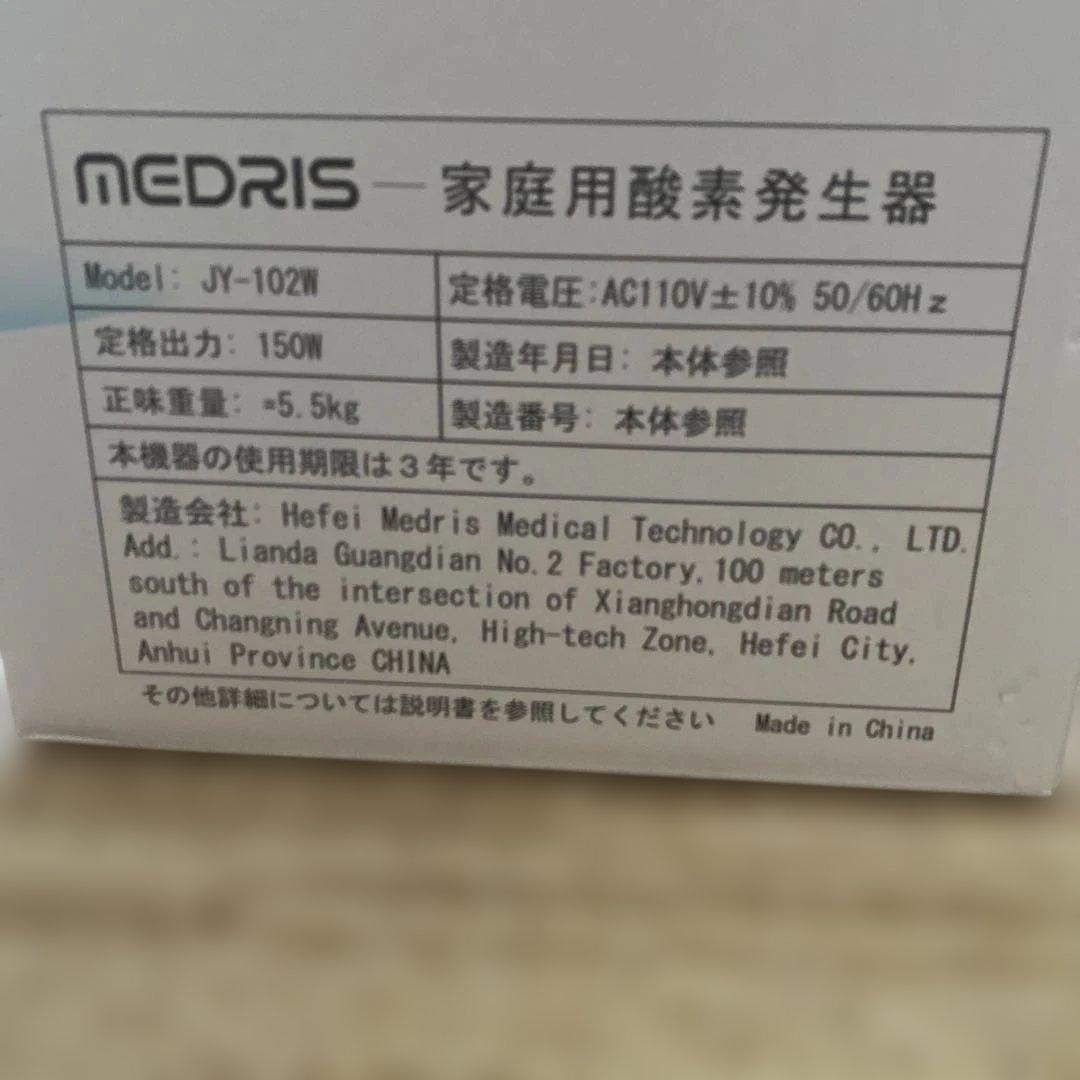 MEDRIS — 家庭用酸素発生器
Model: JY-102W 定格電圧:AC110V±10% 50/60Hz
定格出力: 150W 製造年月日: 本体参照
正味重量: ≈5.5kg 製造番号: 本体参照
本機器の使用期限は3年です。
製造会社: Hefei Medris Medical Technology CO., LTD.
Add.: Lianda Guangdian No.2 Factory,100 meters
south of the intersection of Xianghongdian Road
and Changning Avenue, High-tech Zone, Hefei City,
Anhui Province CHINA
その他詳細については説明書を参照してください Made in China